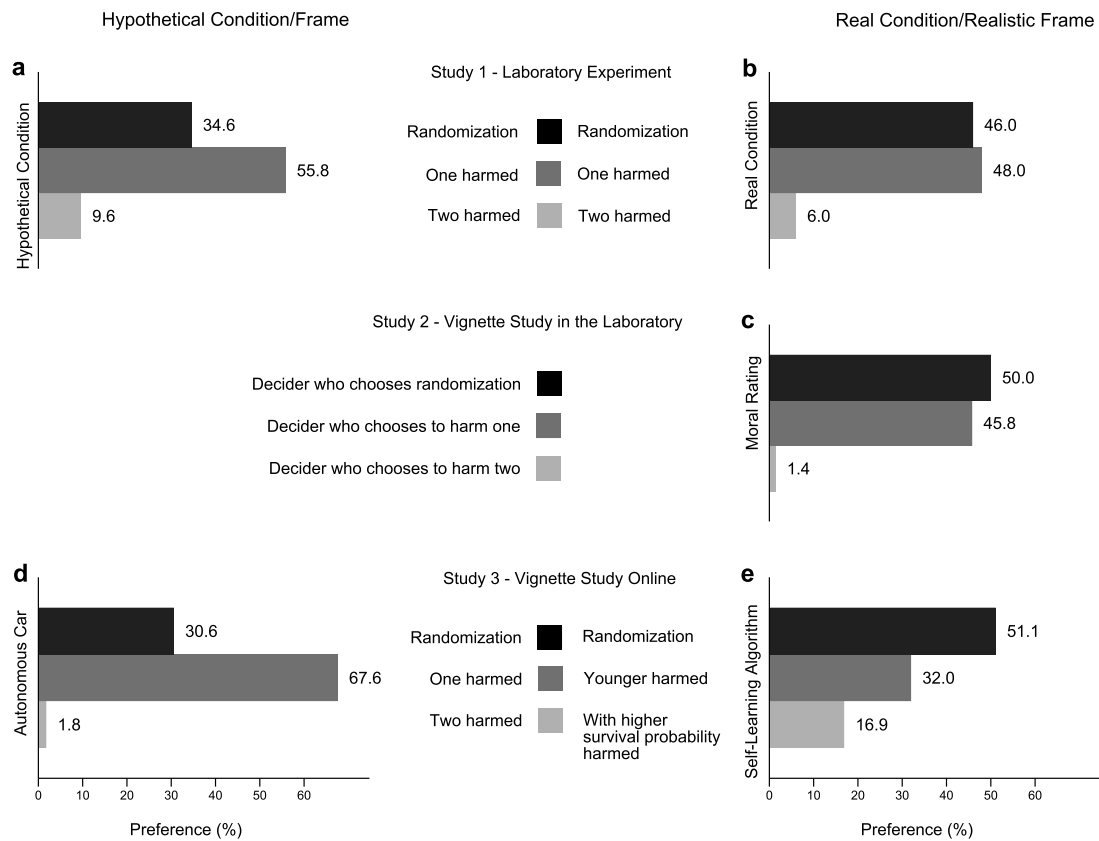 Hypothetical Condition/Frame
Real Condition/Realistic Frame
a
Hypothetical Condition
34.6
55.8
9.6
Study 1 - Laboratory Experiment
Randomization
Randomization
One harmed
One harmed
Two harmed
Two harmed
b
Real Condition
46.0
48.0
6.0
Study 2 - Vignette Study in the Laboratory
Decider who chooses randomization
Decider who chooses to harm one
Decider who chooses to harm two
c
Moral Rating
50.0
45.8
1.4
d
Autonomous Car
30.6
67.6
1.8
0 10 20 30 40 50 60
Preference (%)
Study 3 - Vignette Study Online
Randomization
Randomization
One harmed
Younger harmed
Two harmed
With higher
survival probability
harmed
e
Self-Learning Algorithm
51.1
32.0
16.9
0 10 20 30 40 50 60
Preference (%)